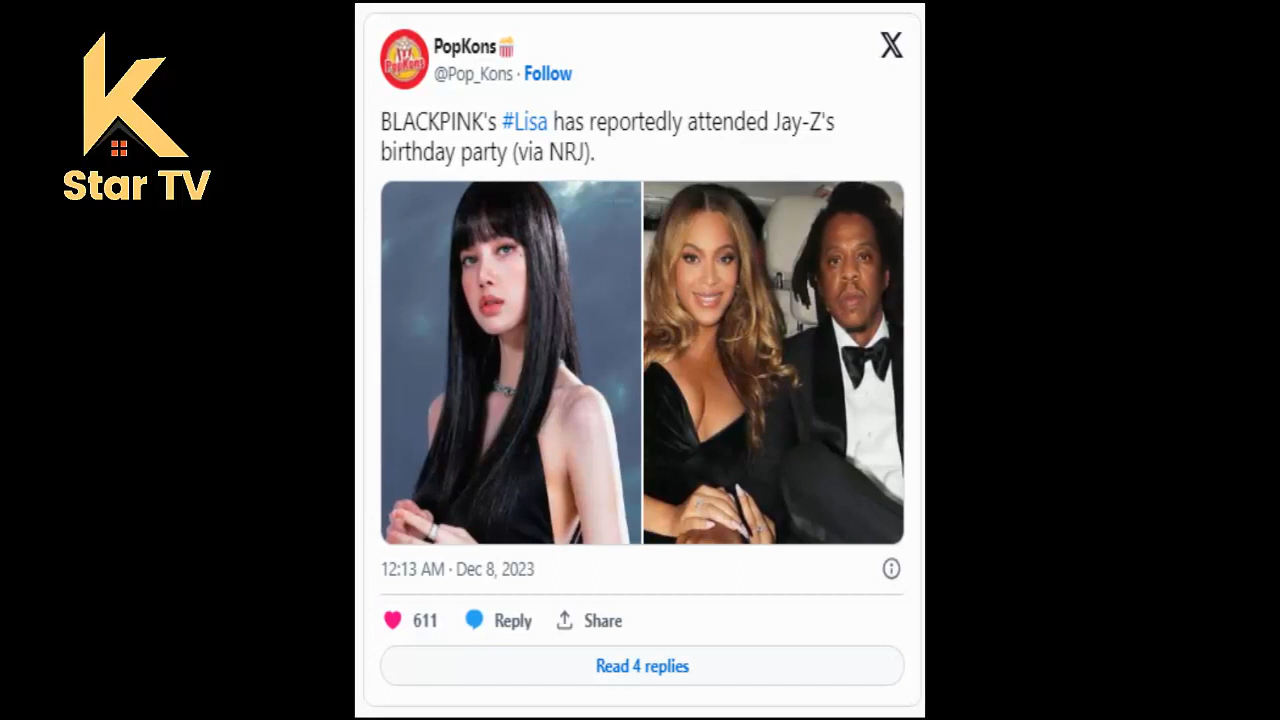 K
Star TV
PopKons🍿
@Pop_Kons · Follow
BLACKPINK's #Lisa has reportedly attended Jay-Z's
birthday party (via NRJ).
12:13 AM · Dec 8, 2023
611 Reply Share
Read 4 replies